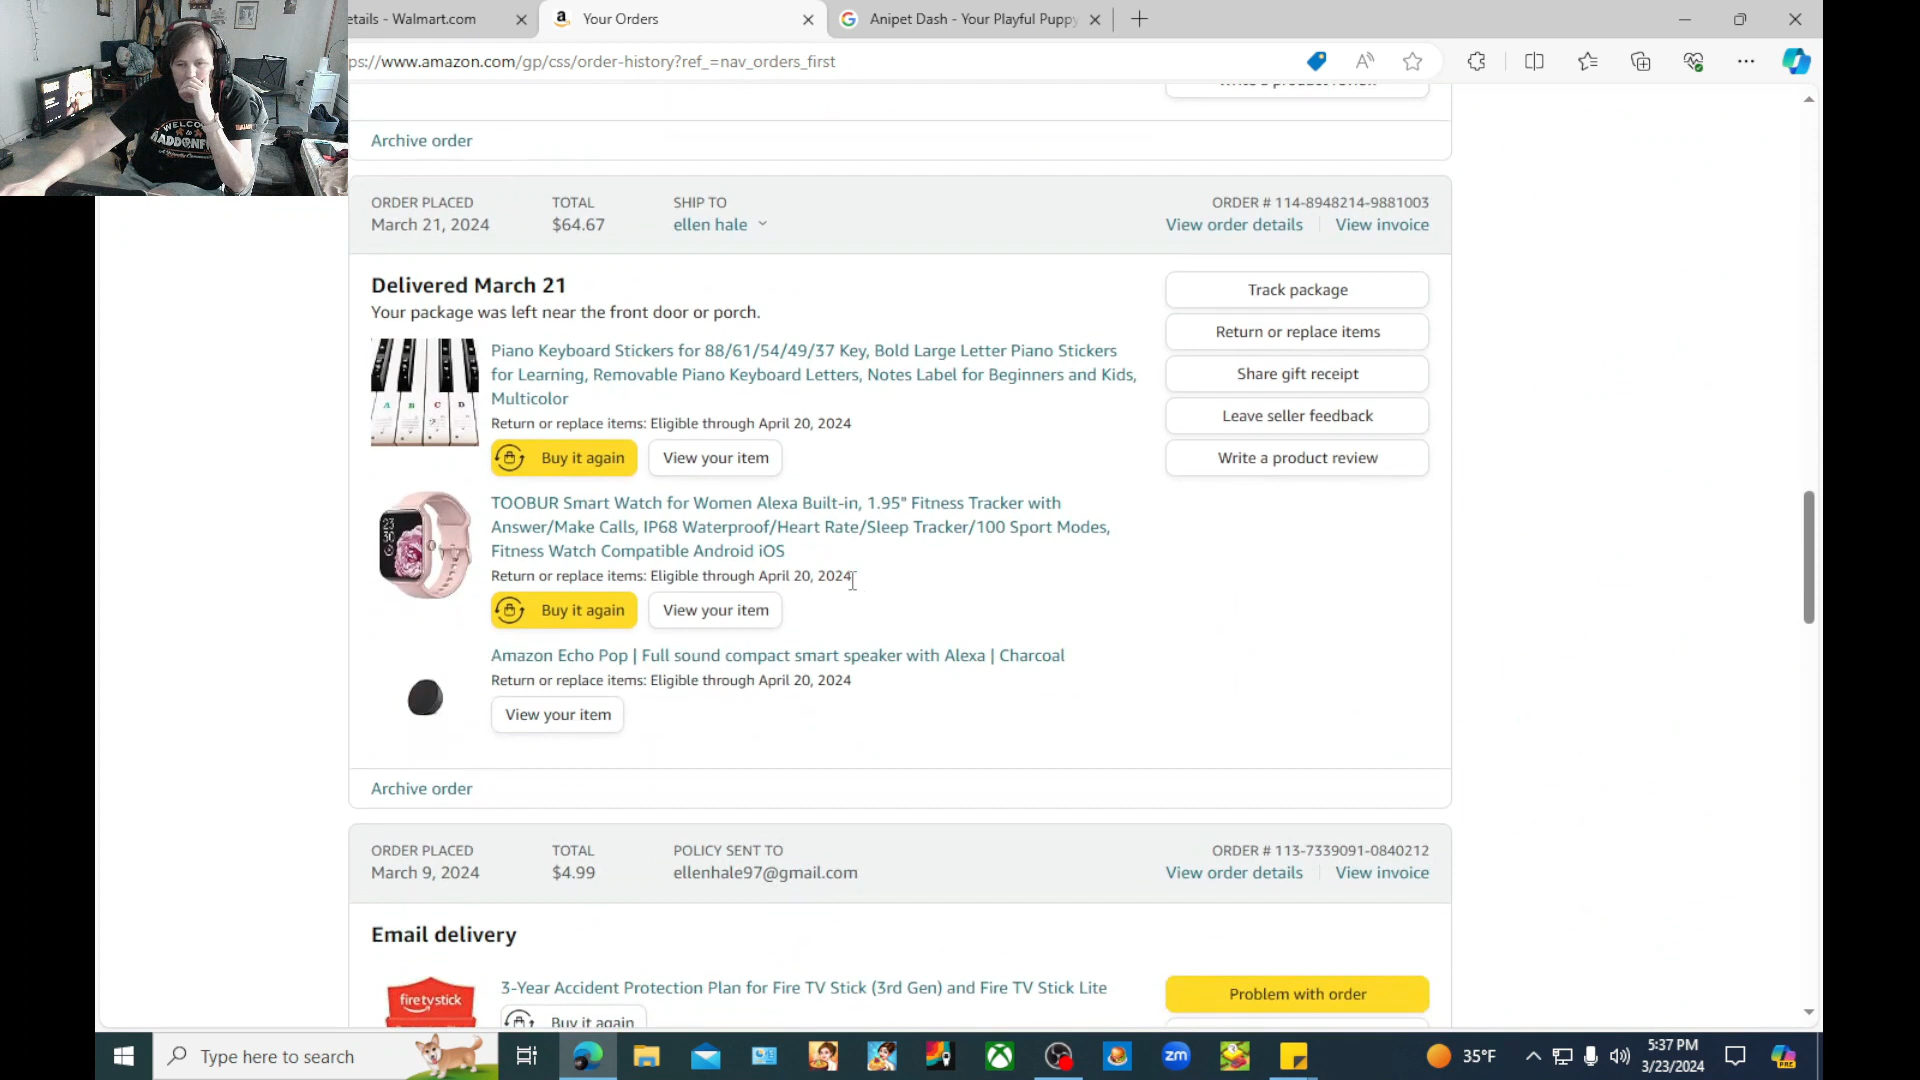 etails - Walmart.com
Your Orders
Anipet Dash - Your Playful Puppy
ps://www.amazon.com/gp/css/order-history?ref_=nav_orders_first
WELCO
to
Write a product review
Archive order
ORDER PLACED
March 21, 2024
TOTAL
$64.67
SHIP TO
ellen hale
ORDER # 114-8948214-9881003
View order details
View invoice
Delivered March 21
Your package was left near the front door or porch.
Track package
Return or replace items
Share gift receipt
Leave seller feedback
Write a product review
A B C D
Piano Keyboard Stickers for 88/61/54/49/37 Key, Bold Large Letter Piano Stickers
for Learning, Removable Piano Keyboard Letters, Notes Label for Beginners and Kids,
Multicolor
Return or replace items: Eligible through April 20, 2024
Buy it again
View your item
23
30
TOOBUR Smart Watch for Women Alexa Built-in, 1.95" Fitness Tracker with
Answer/Make Calls, IP68 Waterproof/Heart Rate/Sleep Tracker/100 Sport Modes,
Fitness Watch Compatible Android iOS
Return or replace items: Eligible through April 20, 2024
Buy it again
View your item
Amazon Echo Pop | Full sound compact smart speaker with Alexa | Charcoal
Return or replace items: Eligible through April 20, 2024
View your item
Archive order
ORDER PLACED
March 9, 2024
TOTAL
$4.99
POLICY SENT TO
ellenhale97@gmail.com
ORDER # 113-7339091-0840212
View order details
View invoice
Email delivery
firetvstick
3-Year Accident Protection Plan for Fire TV Stick (3rd Gen) and Fire TV Stick Lite
Buy it again
Problem with order
Type here to search
zm
35°F
5:37 PM
3/23/2024
PRE